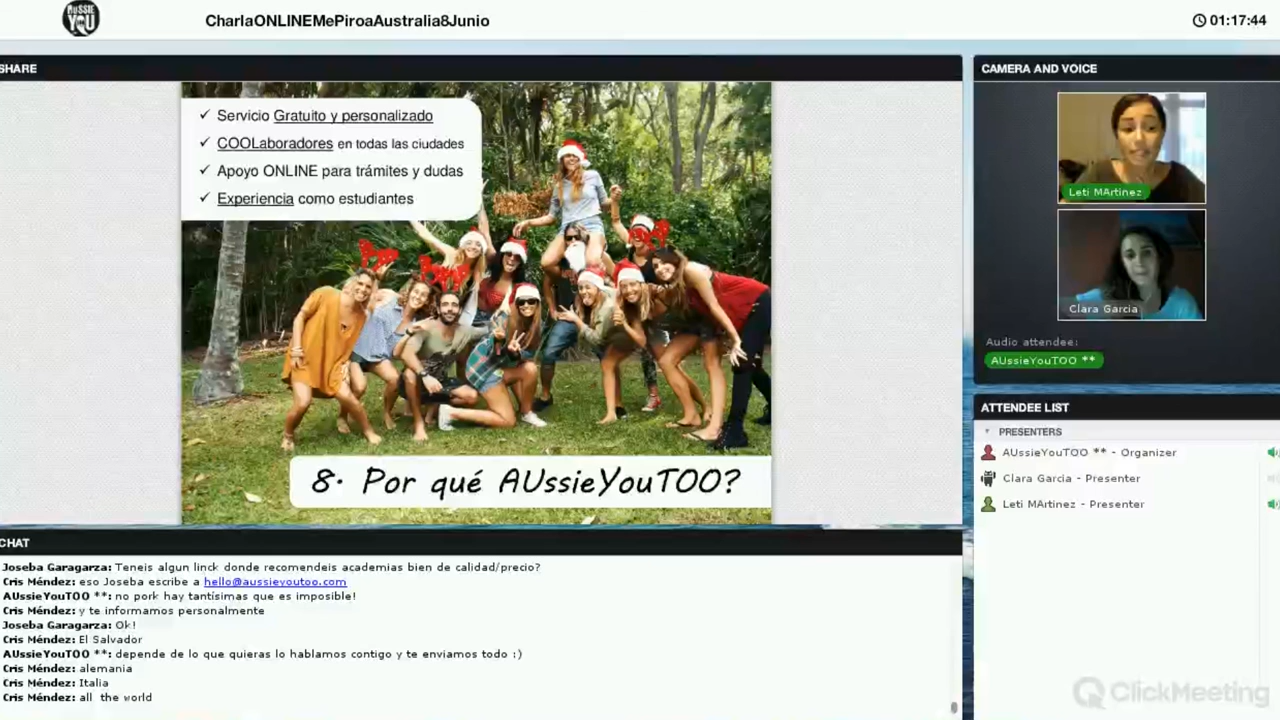 AUSSIE
YOU
TOO
CharlaONLINEMePiroaAustralia8Junio
01:17:44
SHARE
✓ Servicio Gratuito y personalizado
✓ COOLaboradores en todas las ciudades
✓ Apoyo ONLINE para trámites y dudas
✓ Experiencia como estudiantes
8. Por qué AUssieYouTOO?
CAMERA AND VOICE
Leti MArtinez
Clara Garcia
Audio attendee:
AUssieYouTOO **
ATTENDEE LIST
PRESENTERS
AUssieYouTOO ** - Organizer
Clara Garcia - Presenter
Leti MArtinez - Presenter
CHAT
Joseba Garagarza: Teneis algun linck donde recomendeis academias bien de calidad/precio?
Cris Méndez: eso Joseba escribe a hello@aussieyoutoo.com
AUssieYouTOO **: no pork hay tantísimas que es imposible!
Cris Méndez: y te informamos personalmente
Joseba Garagarza: Ok!
Cris Méndez: El Salvador
AUssieYouTOO **: depende de lo que quieras lo hablamos contigo y te enviamos todo :)
Cris Méndez: alemania
Cris Méndez: Italia
Cris Méndez: all the world
ClickMeeting